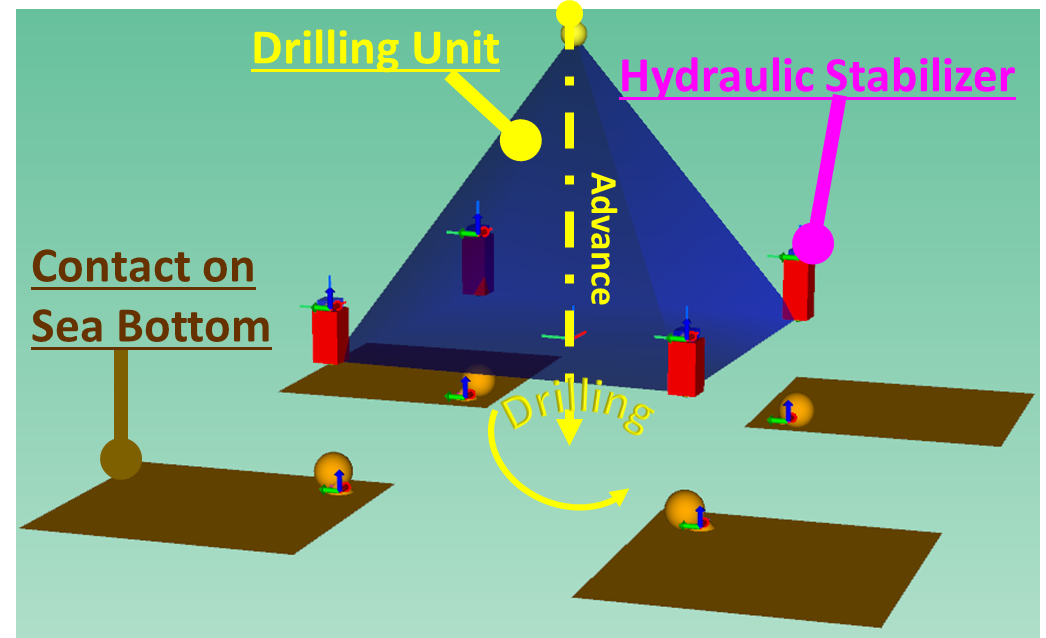 Drilling Unit
Hydraulic Stabilizer
Advance
Contact on
Sea Bottom
Drilling